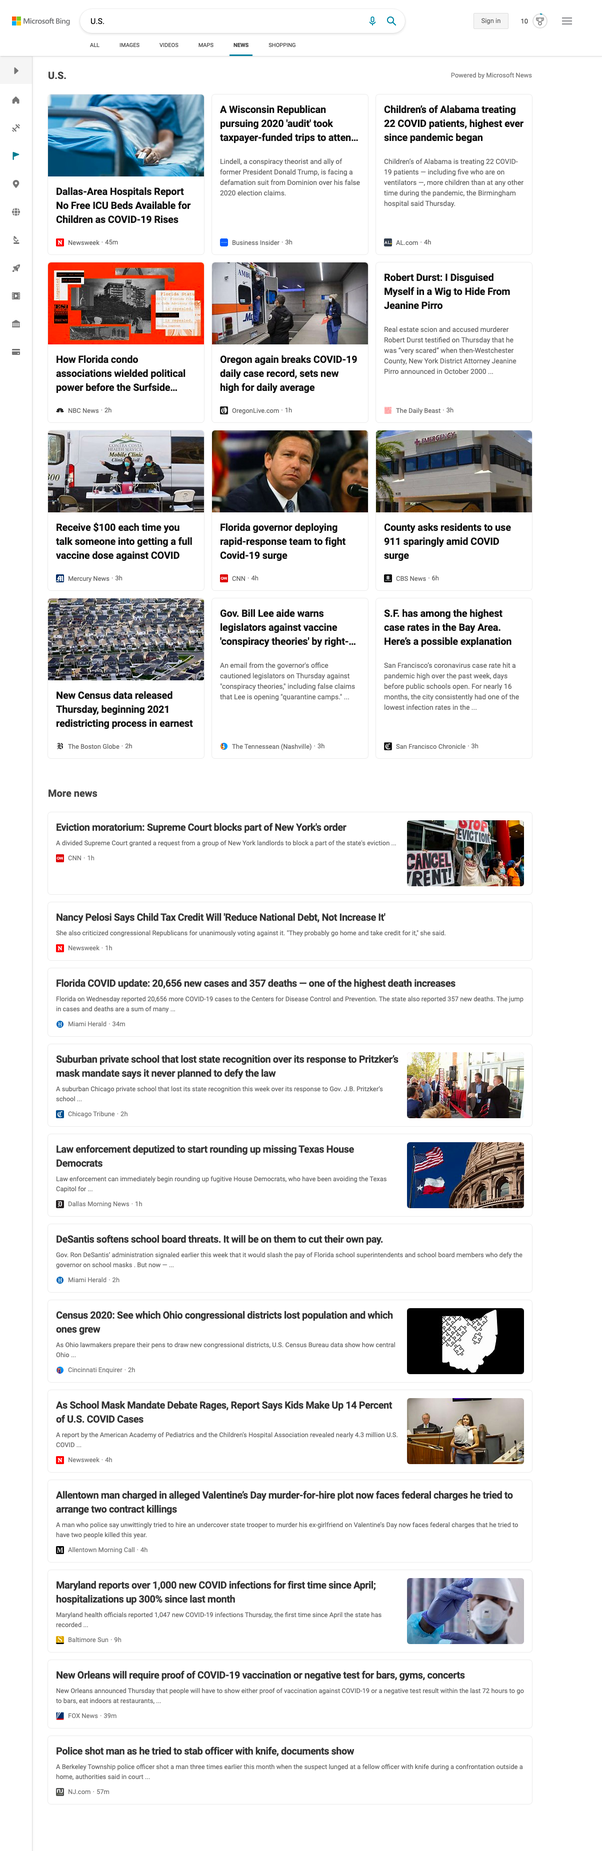 Microsoft Bing
U.S.
Sign in
10
ALL
IMAGES
VIDEOS
MAPS
NEWS
SHOPPING
U.S.
Powered by Microsoft News
Dallas-Area Hospitals Report
No Free ICU Beds Available for
Children as COVID-19 Rises
Newsweek · 45m
A Wisconsin Republican
pursuing 2020 'audit' took
taxpayer-funded trips to atten...
Lindell, a conspiracy theorist and ally of
former President Donald Trump, is facing a
defamation suit from Dominion over his false
2020 election claims.
Business Insider · 3h
Children's of Alabama treating
22 COVID patients, highest ever
since pandemic began
Children's of Alabama is treating 22 COVID-
19 patients — including five who are on
ventilators —, more children than at any other
time during the pandemic, the Birmingham
hospital said Thursday.
AL.com · 4h
How Florida condo
associations wielded political
power before the Surfside...
NBC News · 2h
Oregon again breaks COVID-19
daily case record, sets new
high for daily average
OregonLive.com · 1h
Robert Durst: I Disguised
Myself in a Wig to Hide From
Jeanine Pirro
Real estate scion and accused murderer
Robert Durst testified on Thursday that he
was "very scared" when then-Westchester
County, New York District Attorney Jeanine
Pirro announced in October 2000 ...
The Daily Beast · 3h
Mobile Clinic
Receive $100 each time you
talk someone into getting a full
vaccine dose against COVID
Mercury News · 3h
Florida governor deploying
rapid-response team to fight
Covid-19 surge
CNN · 4h
EMERGENCY
County asks residents to use
911 sparingly amid COVID
surge
CBS News · 6h
New Census data released
Thursday, beginning 2021
redistricting process in earnest
The Boston Globe · 2h
Gov. Bill Lee aide warns
legislators against vaccine
'conspiracy theories' by right-...
An email from the governor's office
cautioned legislators on Thursday against
"conspiracy theories," including false claims
that Lee is opening "quarantine camps." ...
The Tennessean (Nashville) · 3h
S.F. has among the highest
case rates in the Bay Area.
Here's a possible explanation
San Francisco's coronavirus case rate hit a
pandemic high over the past week, days
before public schools open. For nearly 16
months, the city consistently had one of the
lowest infection rates in the ...
San Francisco Chronicle · 3h
More news
Eviction moratorium: Supreme Court blocks part of New York's order
A divided Supreme Court granted a request from a group of New York landlords to block a part of the state's eviction ...
CNN · 1h
STOP
EVICTION
CANCEL
RENT!
Nancy Pelosi Says Child Tax Credit Will 'Reduce National Debt, Not Increase It'
She also criticized congressional Republicans for unanimously voting against it. "They probably go home and take credit for it," she said.
Newsweek · 1h
Florida COVID update: 20,656 new cases and 357 deaths — one of the highest death increases
Florida on Wednesday reported 20,656 more COVID-19 cases to the Centers for Disease Control and Prevention. The state also reported 357 new deaths. The jump
in cases and deaths are a sum of many ...
Miami Herald · 34m
Suburban private school that lost state recognition over its response to Pritzker's
mask mandate says it never planned to defy the law
A suburban Chicago private school that lost its state recognition this week over its response to Gov. J.B. Pritzker's
school ...
Chicago Tribune · 2h
Law enforcement deputized to start rounding up missing Texas House
Democrats
Law enforcement can immediately begin rounding up fugitive House Democrats, who have been avoiding the Texas
Capitol for ...
Dallas Morning News · 1h
DeSantis softens school board threats. It will be on them to cut their own pay.
Gov. Ron DeSantis' administration signaled earlier this week that it would slash the pay of Florida school superintendents and school board members who defy the
governor on school masks . But now — ...
Miami Herald · 2h
Census 2020: See which Ohio congressional districts lost population and which
ones grew
As Ohio lawmakers prepare their pens to draw new congressional districts, U.S. Census Bureau data show how central
Ohio ...
Cincinnati Enquirer · 2h
As School Mask Mandate Debate Rages, Report Says Kids Make Up 14 Percent
of U.S. COVID Cases
A report by the American Academy of Pediatrics and the Children's Hospital Association revealed nearly 4.3 million U.S.
COVID ...
Newsweek · 4h
Allentown man charged in alleged Valentine's Day murder-for-hire plot now faces federal charges he tried to
arrange two contract killings
A man who police say unwittingly tried to hire an undercover state trooper to murder his ex-girlfriend on Valentine's Day now faces federal charges that he tried to
have two people killed this year.
Allentown Morning Call · 4h
Maryland reports over 1,000 new COVID infections for first time since April;
hospitalizations up 300% since last month
Maryland health officials reported 1,047 new COVID-19 infections Thursday, the first time since April the state has
recorded ...
Baltimore Sun · 9h
New Orleans will require proof of COVID-19 vaccination or negative test for bars, gyms, concerts
New Orleans announced Thursday that people will have to show either proof of vaccination against COVID-19 or a negative test result within the last 72 hours to go
to bars, eat indoors at restaurants, ...
FOX News · 39m
Police shot man as he tried to stab officer with knife, documents show
A Berkeley Township police officer shot a man three times earlier this month when the suspect lunged at a fellow officer with knife during a confrontation outside a
home, authorities said in court ...
NJ.com · 57m